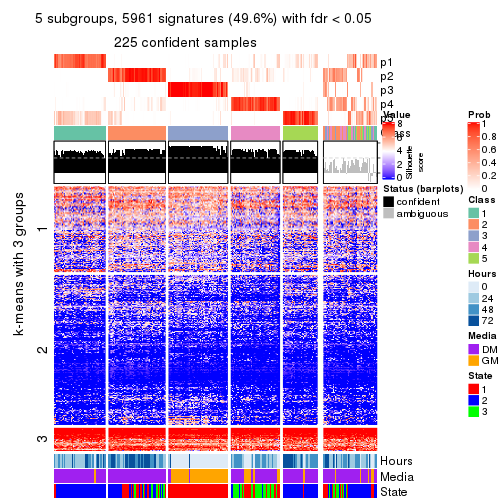 5 subgroups, 5961 signatures (49.6%) with fdr < 0.05
225 confident samples
p1
p2
p3
p4
Class
k-means with 3 groups
1
2
3
Silhouette
score
Hours
Media
State
Value
8
6
4
2
0
Status (barplots)
confident
ambiguous
Prob
1
0.8
0.6
0.4
0.2
0
Class
1
2
3
4
5
Hours
0
24
48
72
Media
DM
GM
State
1
2
3